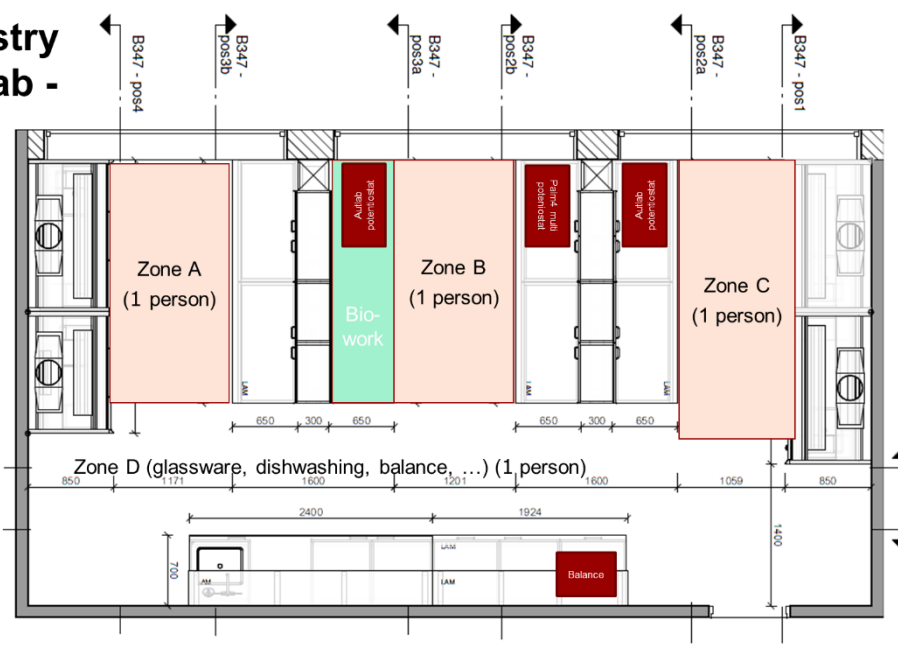 stry
ab -
B347 - pos4
B347 -
pos3b
B347 -
pos3a
B347 -
pos2b
B347 -
pos2a
B347 - pos1
Autlab
potentiostat
Palm4 multi
poteniostat
Autlab
potentiostat
Zone A
(1 person)
Zone B
(1 person)
Zone C
(1 person)
Bio-
work
LAM
LAM
LAM
650 300 650 650 300 650
Zone D (glassware, dishwashing, balance, ...) (1 person)
850 1171 1600 1201 1600 1059 850
2400 1924
1400
700
LAM
AM
LAM
Balance